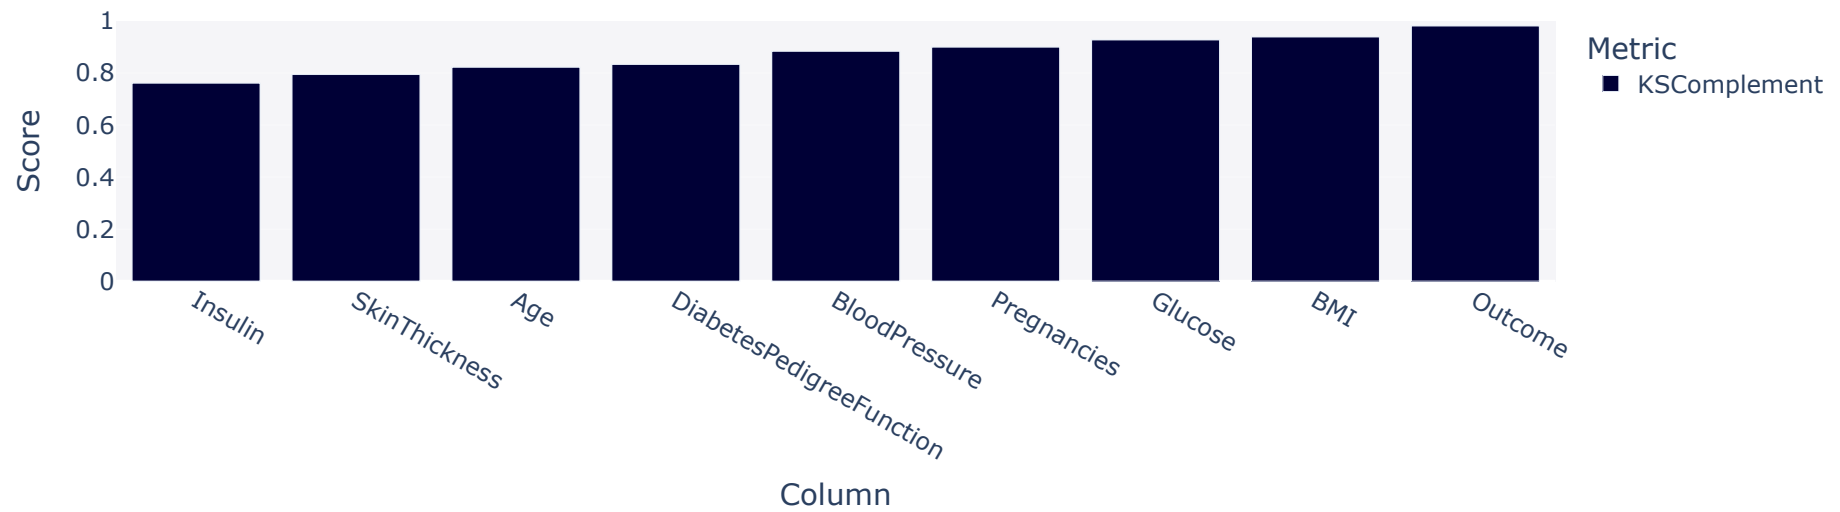 1
0.8
0.6
0.4
0.2
0
Score
Insulin
SkinThickness
Age
DiabetesPedigreeFunction
BloodPressure
Pregnancies
Glucose
BMI
Outcome
Column
Metric
KSComplement